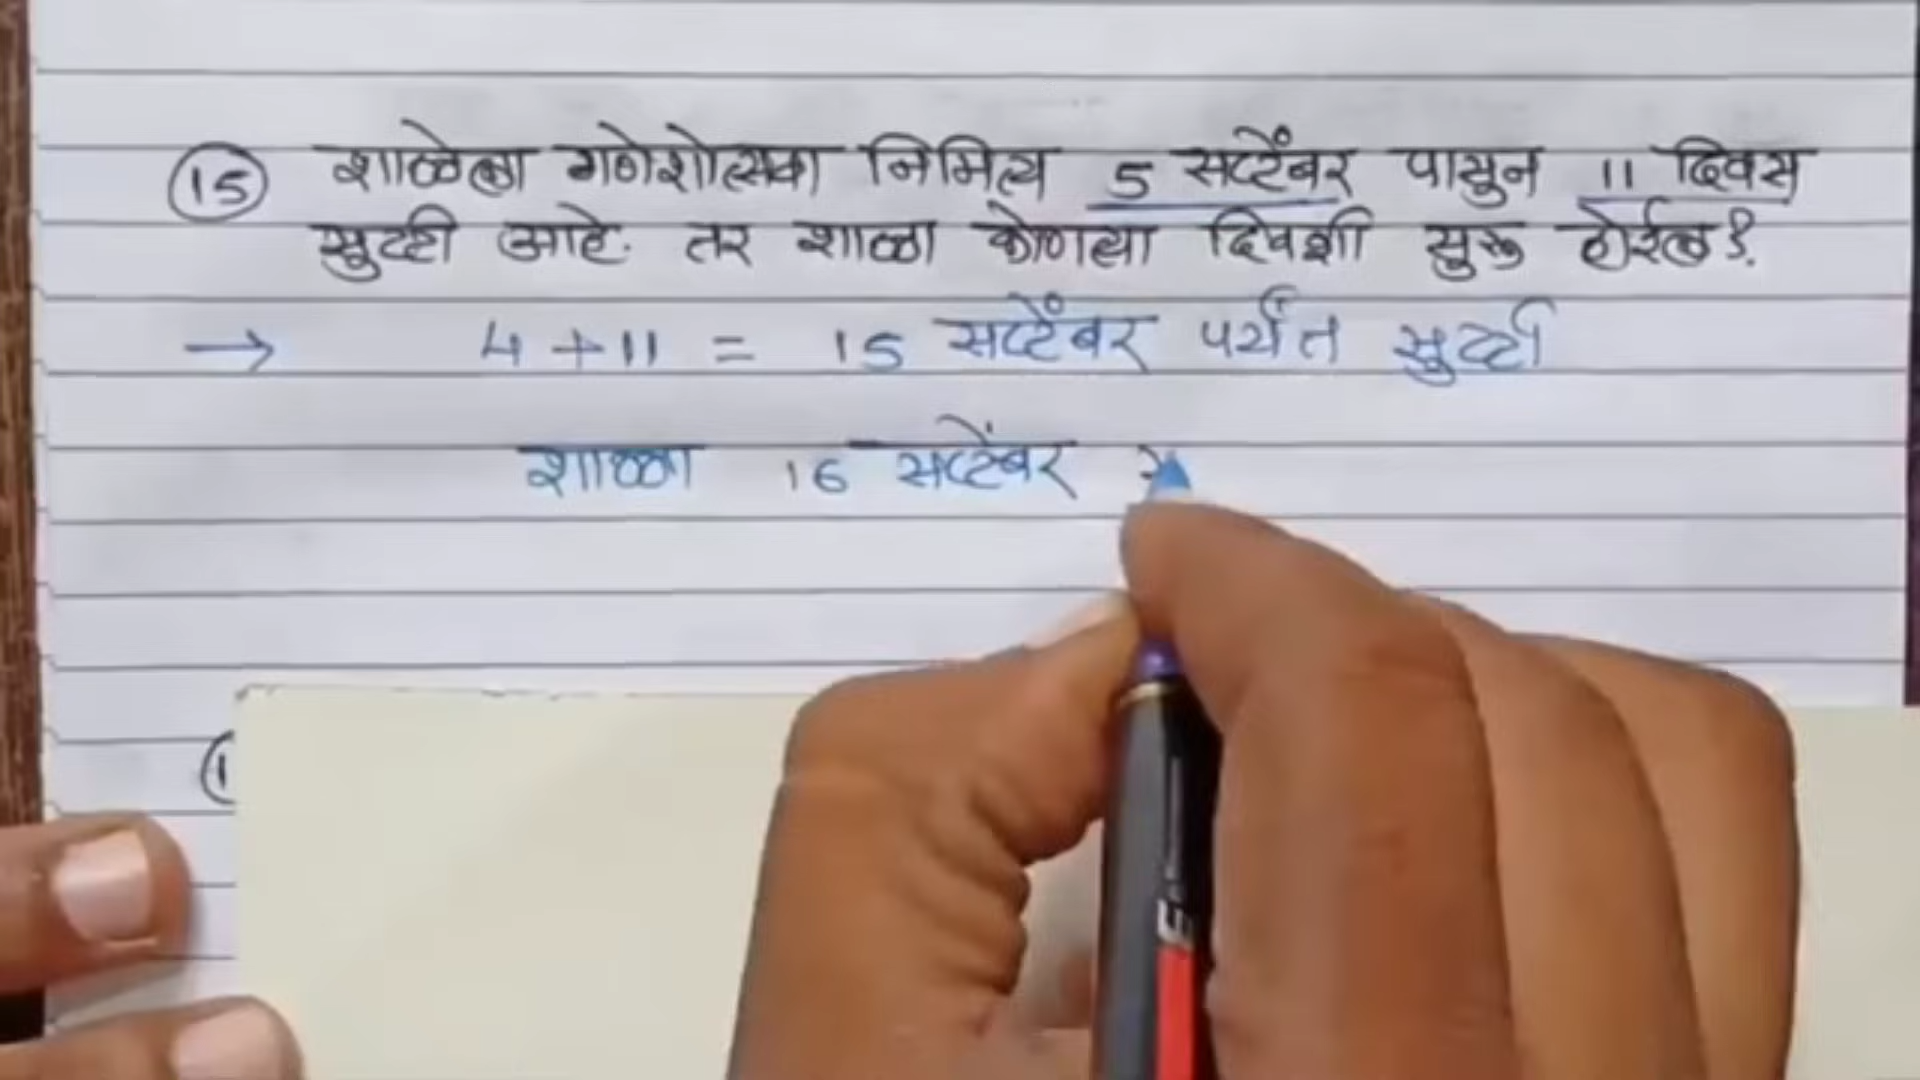 15 शाळेला गणेशोत्सवा निमित्य 5 सप्टेंबर पासुन 11 दिवस
सुट्टी आहे. तर शाळा कोणत्या दिवशी सुरू होईल?
→ 4 + 11 = 15 सप्टेंबर पर्यंत सुट्टी
शाळा 16 सप्टेंबर